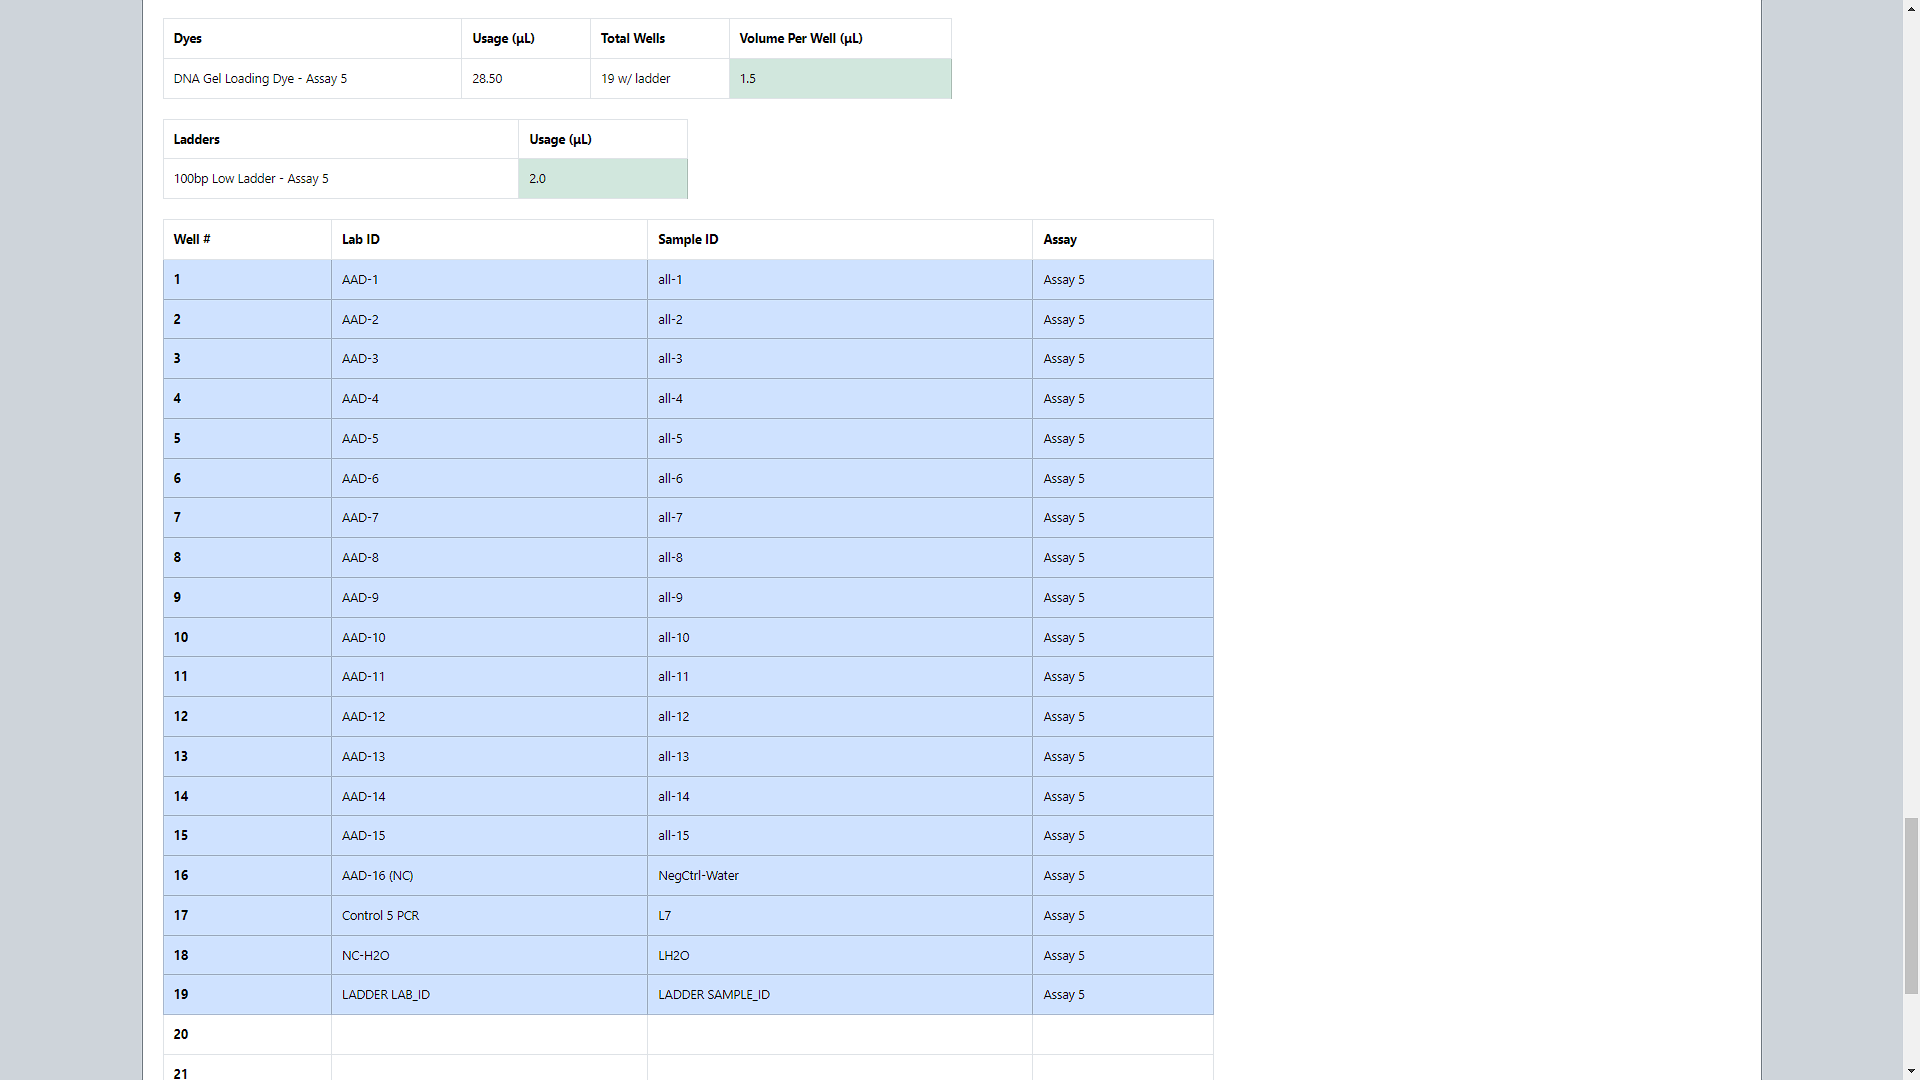 Dyes Usage (µL) Total Wells Volume Per Well (µL)
DNA Gel Loading Dye - Assay 5 28.50 19 w/ ladder 1.5
Ladders Usage (µL)
100bp Low Ladder - Assay 5 2.0
Well # Lab ID Sample ID Assay
1 AAD-1 all-1 Assay 5
2 AAD-2 all-2 Assay 5
3 AAD-3 all-3 Assay 5
4 AAD-4 all-4 Assay 5
5 AAD-5 all-5 Assay 5
6 AAD-6 all-6 Assay 5
7 AAD-7 all-7 Assay 5
8 AAD-8 all-8 Assay 5
9 AAD-9 all-9 Assay 5
10 AAD-10 all-10 Assay 5
11 AAD-11 all-11 Assay 5
12 AAD-12 all-12 Assay 5
13 AAD-13 all-13 Assay 5
14 AAD-14 all-14 Assay 5
15 AAD-15 all-15 Assay 5
16 AAD-16 (NC) NegCtrl-Water Assay 5
17 Control 5 PCR L7 Assay 5
18 NC-H2O LH2O Assay 5
19 LADDER LAB_ID LADDER SAMPLE_ID Assay 5
20
21